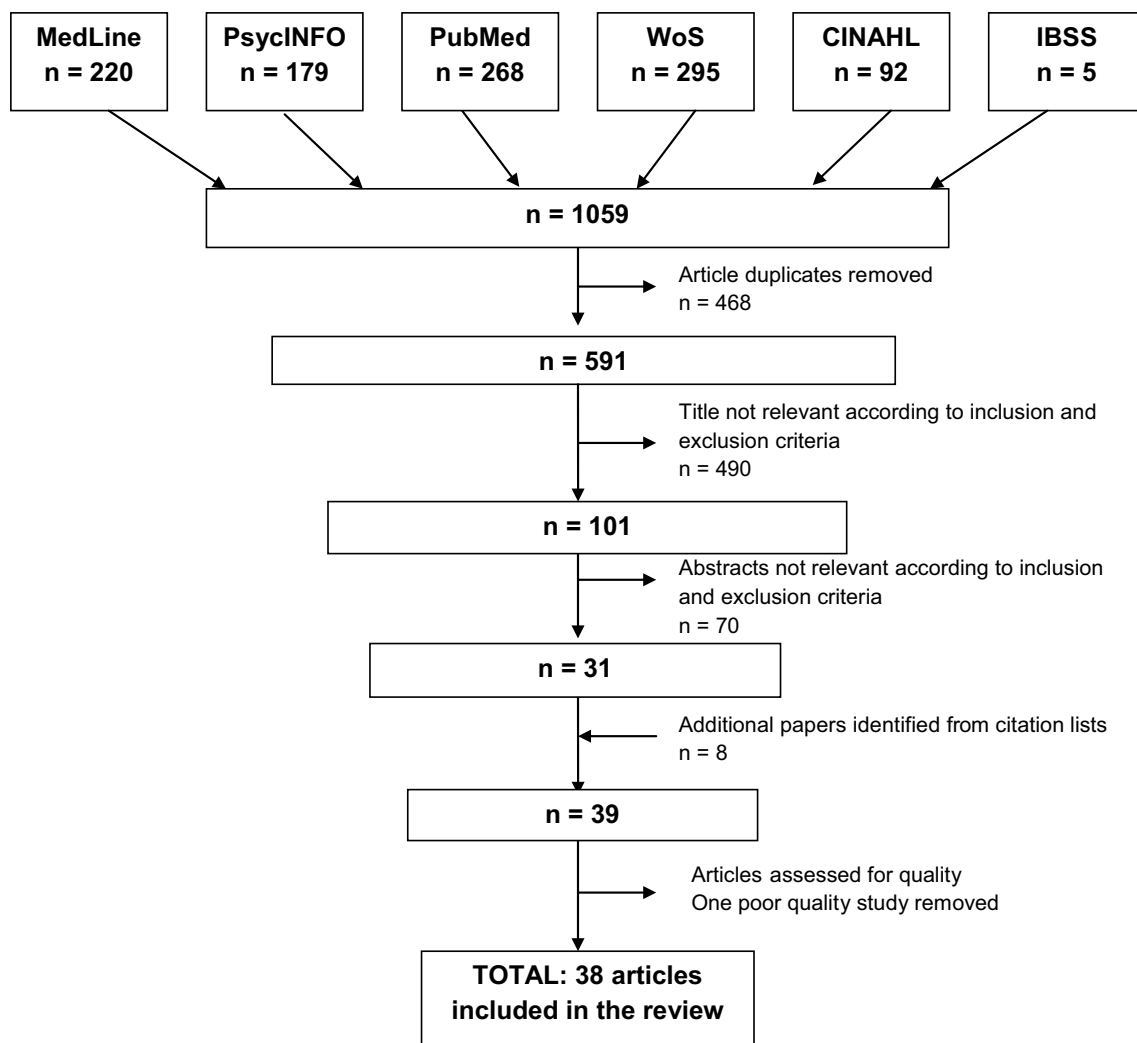 MedLine
n = 220
PsycINFO
n = 179
PubMed
n = 268
WoS
n = 295
CINAHL
n = 92
IBSS
n = 5
n = 1059
Article duplicates removed
n = 468
n = 591
Title not relevant according to inclusion and
exclusion criteria
n = 490
n = 101
Abstracts not relevant according to inclusion
and exclusion criteria
n = 70
n = 31
Additional papers identified from citation lists
n = 8
n = 39
Articles assessed for quality
One poor quality study removed
TOTAL: 38 articles
included in the review